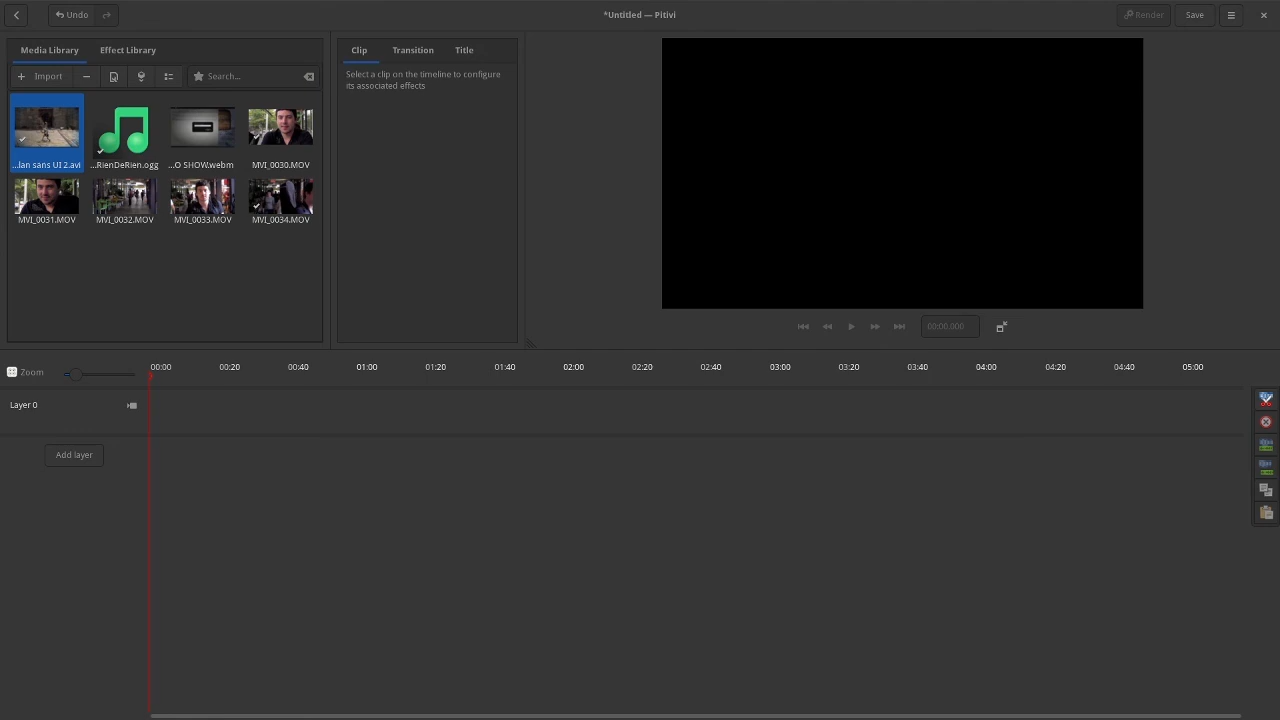 Undo
*Untitled — Pitivi
Render
Save
Media Library
Effect Library
Clip
Transition
Title
Import
Search...
Select a clip on the timeline to configure
its associated effects
...lan sans UI 2.avi
...RienDeRien.ogg
...O SHOW.webm
MVI_0030.MOV
MVI_0031.MOV
MVI_0032.MOV
MVI_0033.MOV
MVI_0034.MOV
00:00.000
Zoom
00:00
00:20
00:40
01:00
01:20
01:40
02:00
02:20
02:40
03:00
03:20
03:40
04:00
04:20
04:40
05:00
Layer 0
Add layer